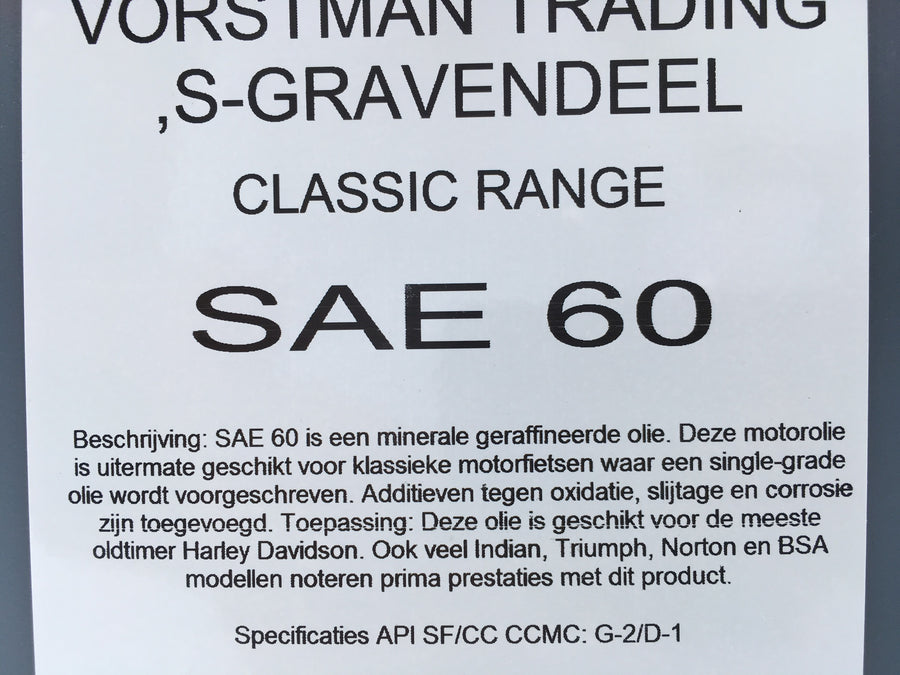 VORSTMAN TRADING
,S-GRAVENDEEL
CLASSIC RANGE
SAE 60
Beschrijving: SAE 60 is een minerale geraffineerde olie. Deze motorolie
is uitermate geschikt voor klassieke motorfietsen waar een single-grade
olie wordt voorgeschreven. Additieven tegen oxidatie, slijtage en corrosie
zijn toegevoegd. Toepassing: Deze olie is geschikt voor de meeste
oldtimer Harley Davidson. Ook veel Indian, Triumph, Norton en BSA
modellen noteren prima prestaties met dit product.
Specificaties API SF/CC CCMC: G-2/D-1